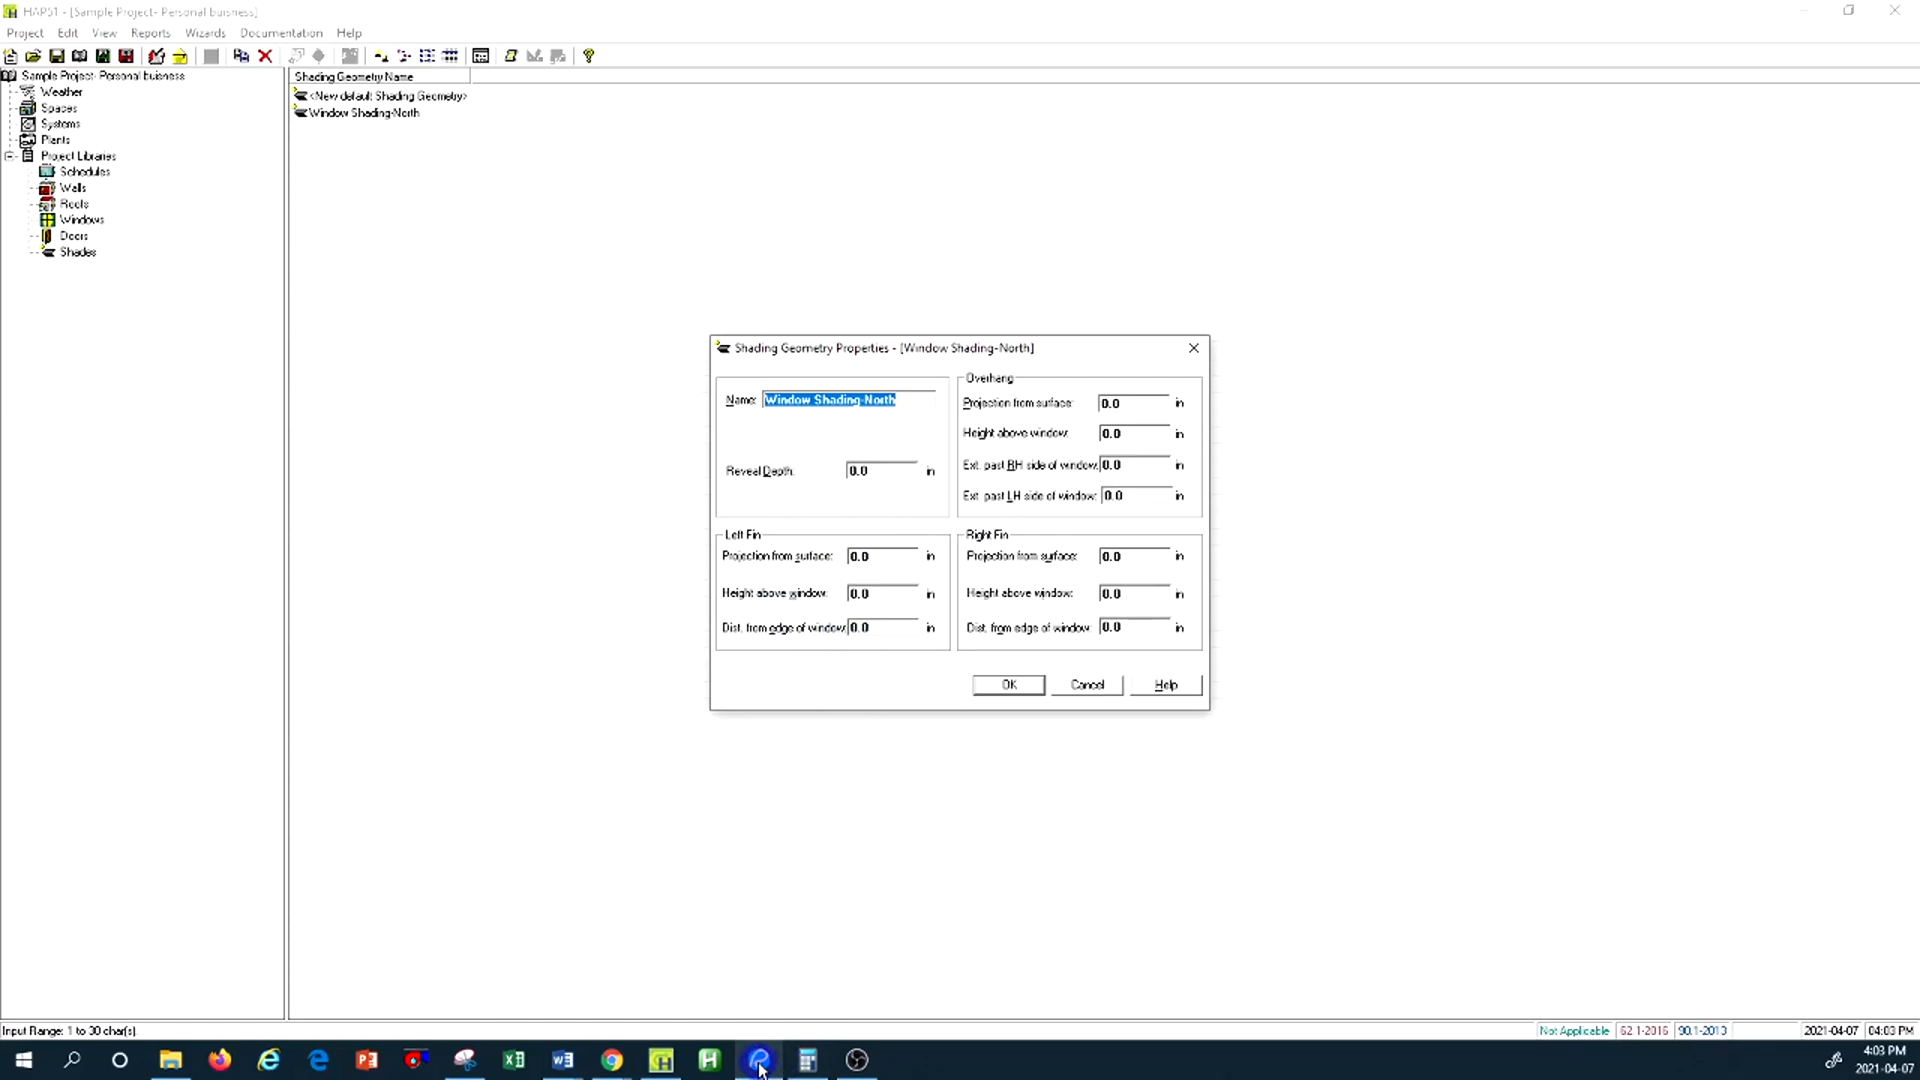 HAP51 - [Sample Project- Personal buisness]
Project Edit View Reports Wizards Documentation Help
Sample Project- Personal buisness
Weather
Spaces
Systems
Plants
Project Libraries
Schedules
Walls
Roofs
Windows
Doors
Shades
Shading Geometry Name
<New default Shading Geometry>
Window Shading-North
Shading Geometry Properties - [Window Shading-North]
Name: Window Shading-North
Reveal Depth: 0.0 in
Overhang
Projection from surface: 0.0 in
Height above window: 0.0 in
Ext. past RH side of window: 0.0 in
Ext. past LH side of window: 0.0 in
Left Fin
Projection from surface: 0.0 in
Height above window: 0.0 in
Dist. from edge of window: 0.0 in
Right Fin
Projection from surface: 0.0 in
Height above window: 0.0 in
Dist. from edge of window: 0.0 in
OK Cancel Help
Input Range: 1 to 30 char(s)
Not Applicable 62.1-2016 90.1-2013 2021-04-07 04:03 PM
4:03 PM
2021-04-07